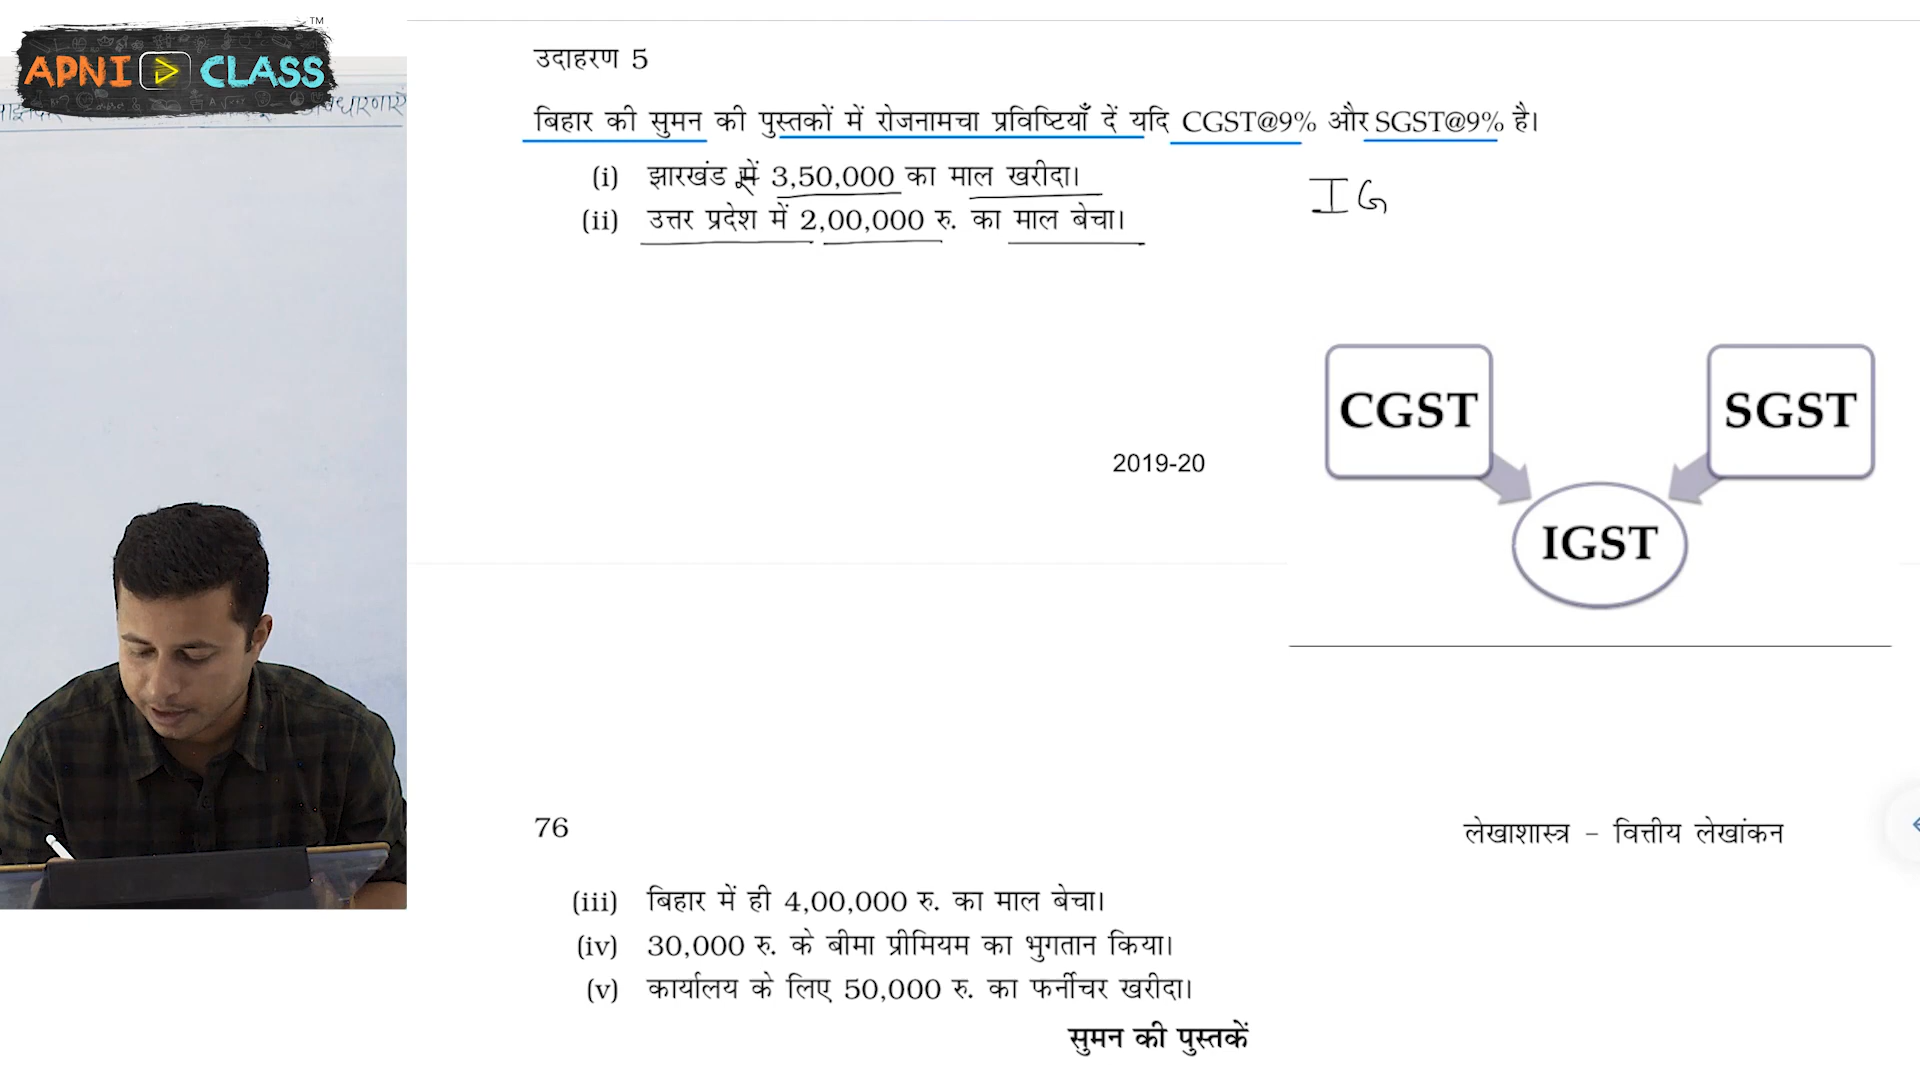 APNI CLASS TM
उदाहरण 5
बिहार की सुमन की पुस्तकों में रोजनामचा प्रविष्टियाँ दें यदि CGST@9% और SGST@9% है।
(i) झारखंड में 3,50,000 का माल खरीदा।
IG
(ii) उत्तर प्रदेश में 2,00,000 रु. का माल बेचा।
CGST
SGST
2019-20
IGST
76
लेखाशास्त्र – वित्तीय लेखांकन
(iii) बिहार में ही 4,00,000 रु. का माल बेचा।
(iv) 30,000 रु. के बीमा प्रीमियम का भुगतान किया।
(v) कार्यालय के लिए 50,000 रु. का फर्नीचर खरीदा।
सुमन की पुस्तकें